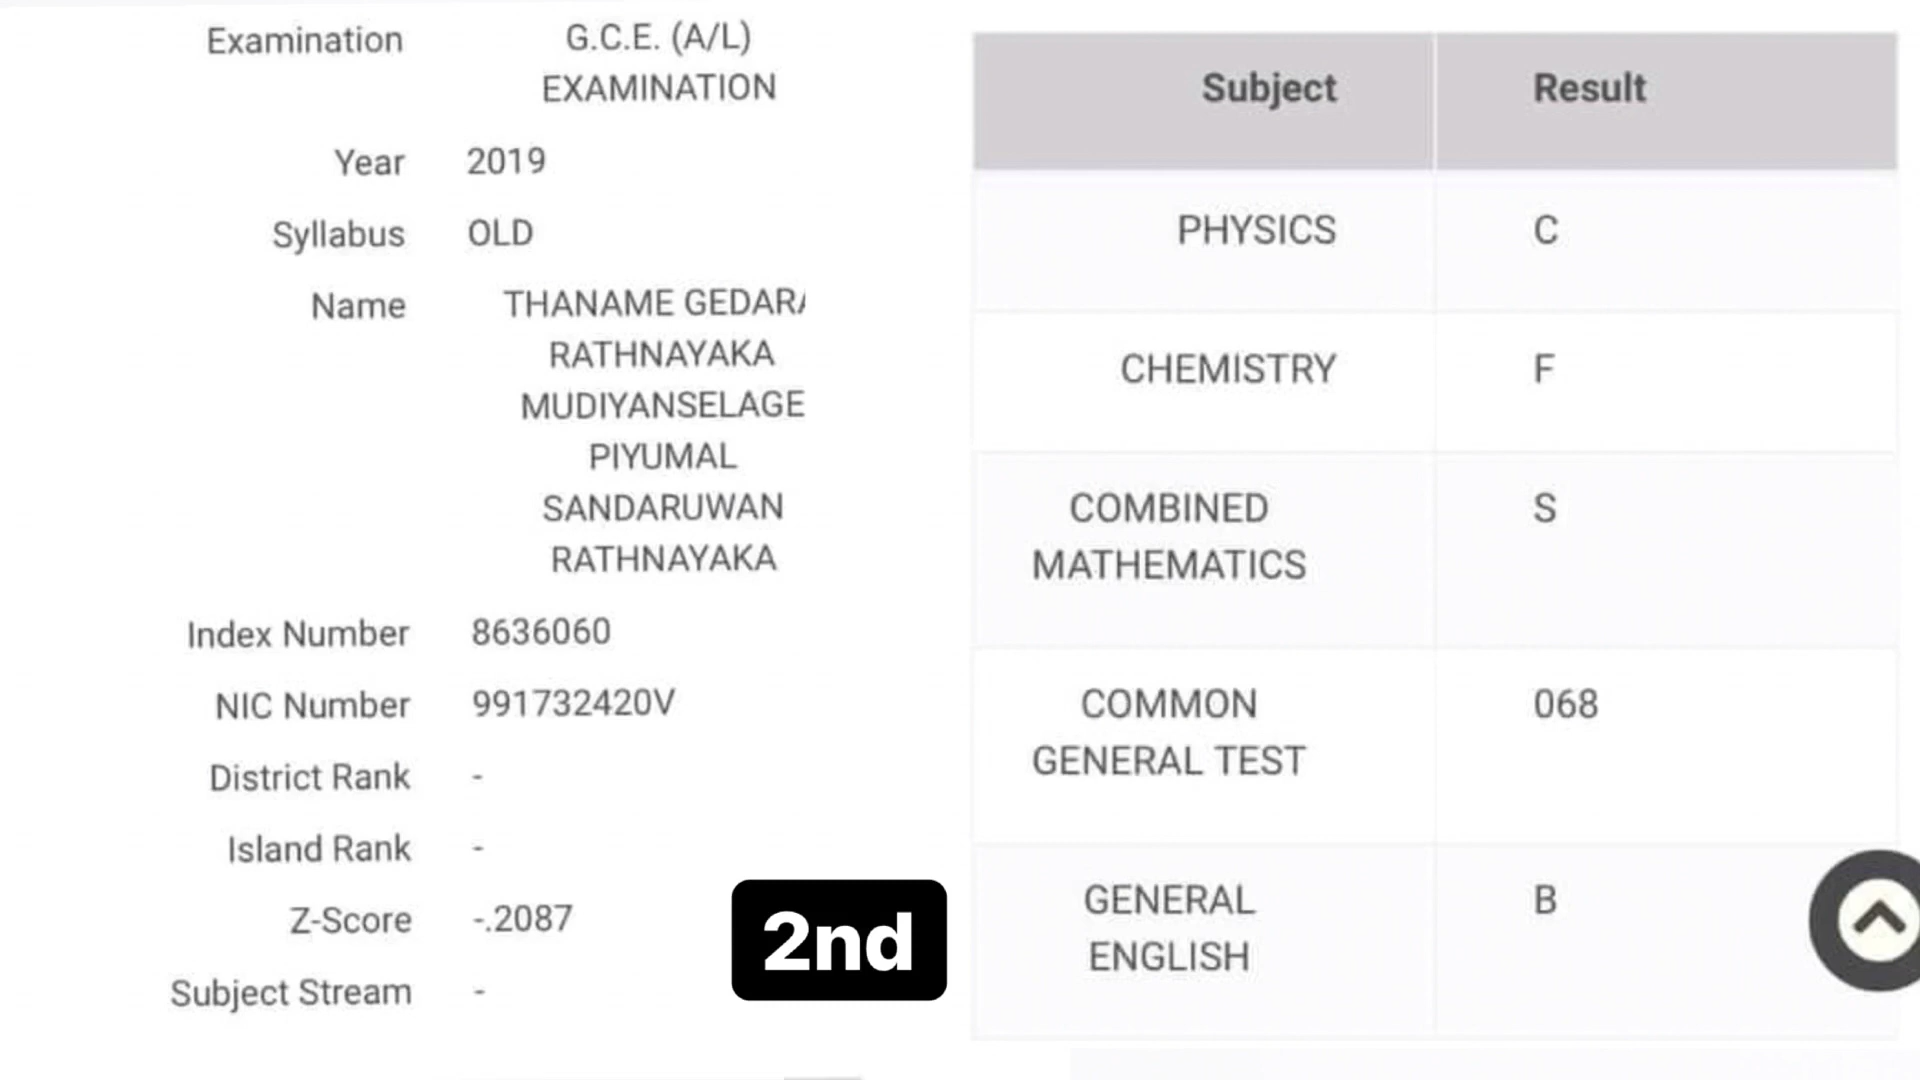 Examination G.C.E. (A/L)
EXAMINATION
Year 2019
Syllabus OLD
Name THANAME GEDARA
RATHNAYAKA
MUDIYANSELAGE
PIYUMAL
SANDARUWAN
RATHNAYAKA
Index Number 8636060
NIC Number 991732420V
District Rank -
Island Rank -
Z-Score -.2087
Subject Stream -
2nd
Subject Result
PHYSICS C
CHEMISTRY F
COMBINED S
MATHEMATICS
COMMON 068
GENERAL TEST
GENERAL B
ENGLISH